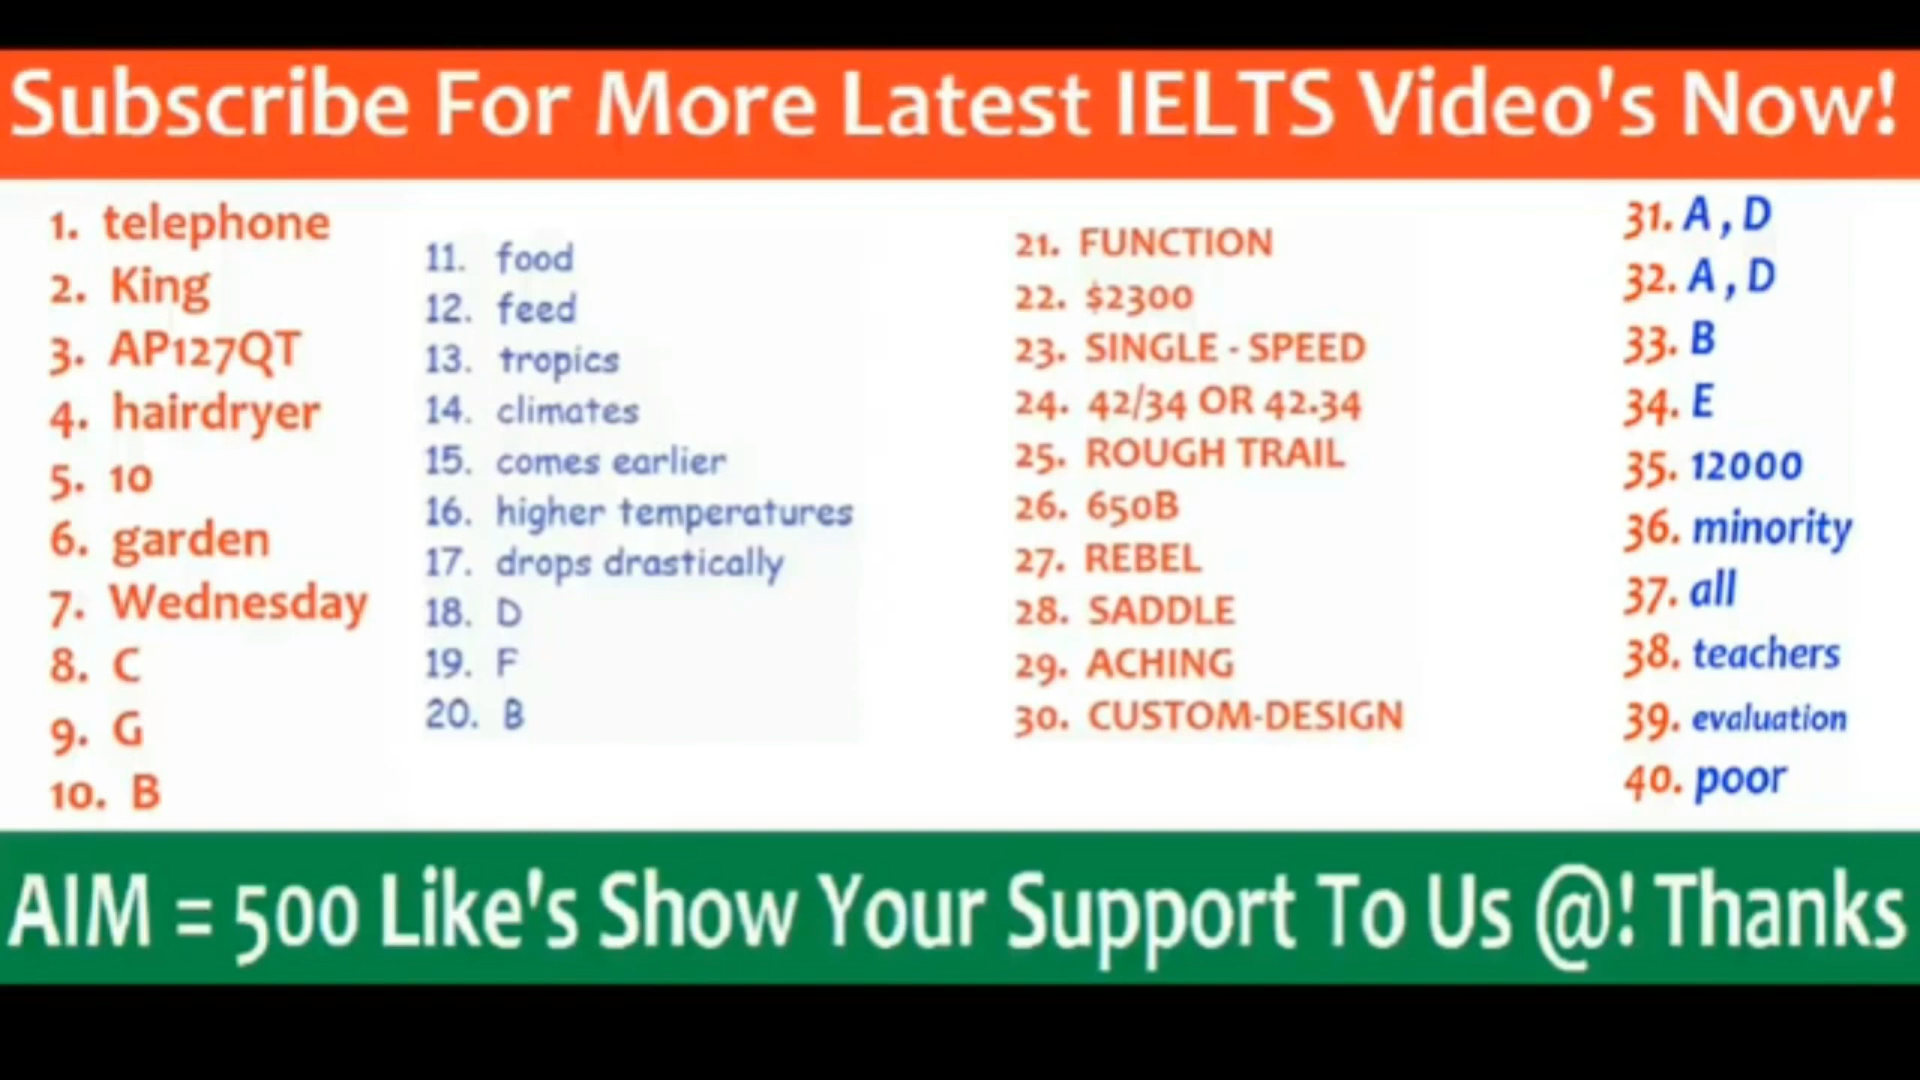 Subscribe For More Latest IELTS Video's Now!
1. telephone
2. King
3. AP127QT
4. hairdryer
5. 10
6. garden
7. Wednesday
8. C
9. G
10. B
11. food
12. feed
13. tropics
14. climates
15. comes earlier
16. higher temperatures
17. drops drastically
18. D
19. F
20. B
21. FUNCTION
22. $2300
23. SINGLE - SPEED
24. 42/34 OR 42.34
25. ROUGH TRAIL
26. 650B
27. REBEL
28. SADDLE
29. ACHING
30. CUSTOM-DESIGN
31. A , D
32. A , D
33. B
34. E
35. 12000
36. minority
37. all
38. teachers
39. evaluation
40. poor
AIM = 500 Like's Show Your Support To Us @! Thanks